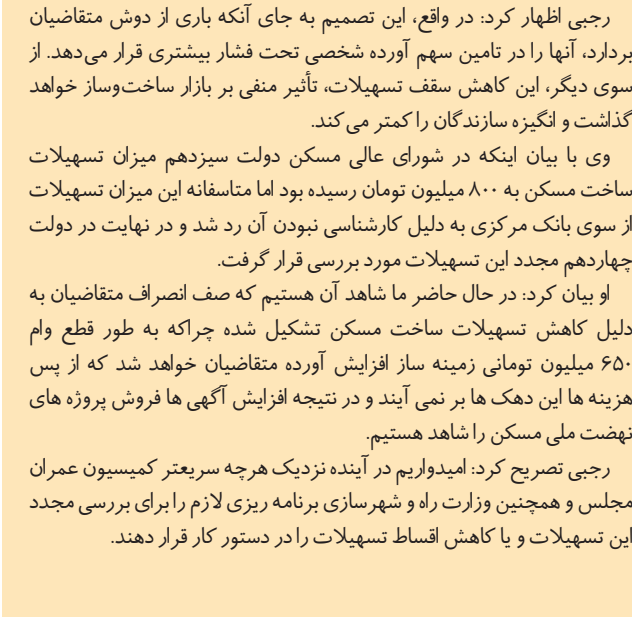 رجبی اظهار کرد: در واقع، این تصمیم به جای آنکه باری از دوش متقاضیان
بردارد، آنها را در تامین سهم آورده شخصی تحت فشار بیشتری قرار می‌دهد. از
سوی دیگر، این کاهش سقف تسهیلات، تأثیر منفی بر بازار ساخت‌وساز خواهد
گذاشت و انگیزه سازندگان را کمتر می کند.
وی با بیان اینکه در شورای عالی مسکن دولت سیزدهم میزان تسهیلات
ساخت مسکن به ۸۰۰ میلیون تومان رسیده بود اما متاسفانه این میزان تسهیلات
از سوی بانک مرکزی به دلیل کارشناسی نبودن آن رد شد و در نهایت در دولت
چهاردهم مجدد این تسهیلات مورد بررسی قرار گرفت.
او بیان کرد: در حال حاضر ما شاهد آن هستیم که صف انصراف متقاضیان به
دلیل کاهش تسهیلات ساخت مسکن تشکیل شده چراکه به طور قطع وام
۶۵۰ میلیون تومانی زمینه ساز افزایش آورده متقاضیان خواهد شد که از پس
هزینه ها این دهک ها بر نمی آیند و در نتیجه افزایش آگهی ها فروش پروژه های
نهضت ملی مسکن را شاهد هستیم.
رجبی تصریح کرد: امیدواریم در آینده نزدیک هرچه سریعتر کمیسیون عمران
مجلس و همچنین وزارت راه و شهرسازی برنامه ریزی لازم را برای بررسی مجدد
این تسهیلات و یا کاهش اقساط تسهیلات را در دستور کار قرار دهند.